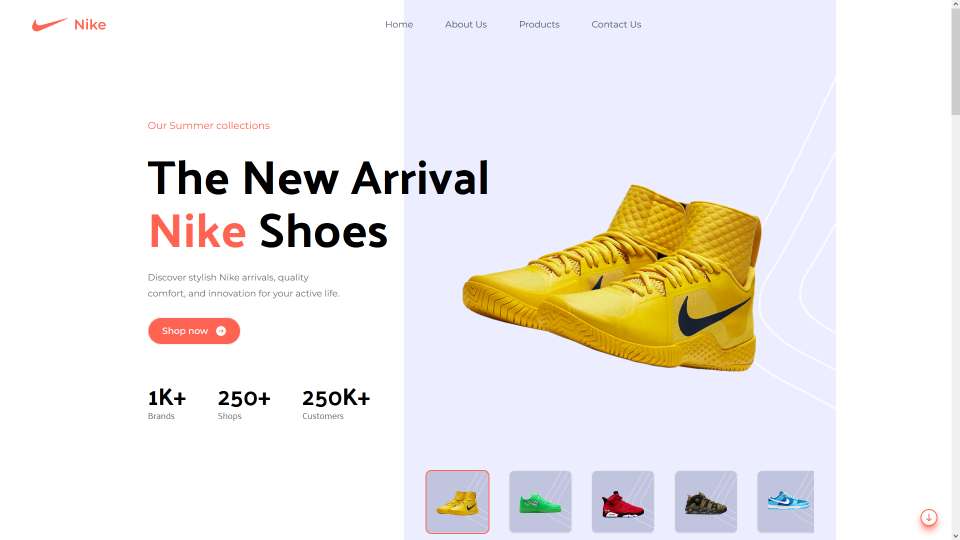 Nike
Home
About Us
Products
Contact Us
Our Summer collections
The New Arrival
Nike Shoes
Discover stylish Nike arrivals, quality
comfort, and innovation for your active life.
Shop now
1K+
Brands
250+
Shops
250K+
Customers